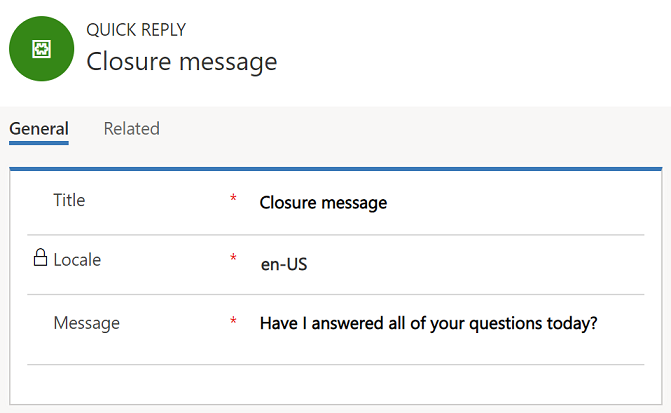 QUICK REPLY
Closure message
General Related
Title * Closure message
Locale * en-US
Message * Have I answered all of your questions today?